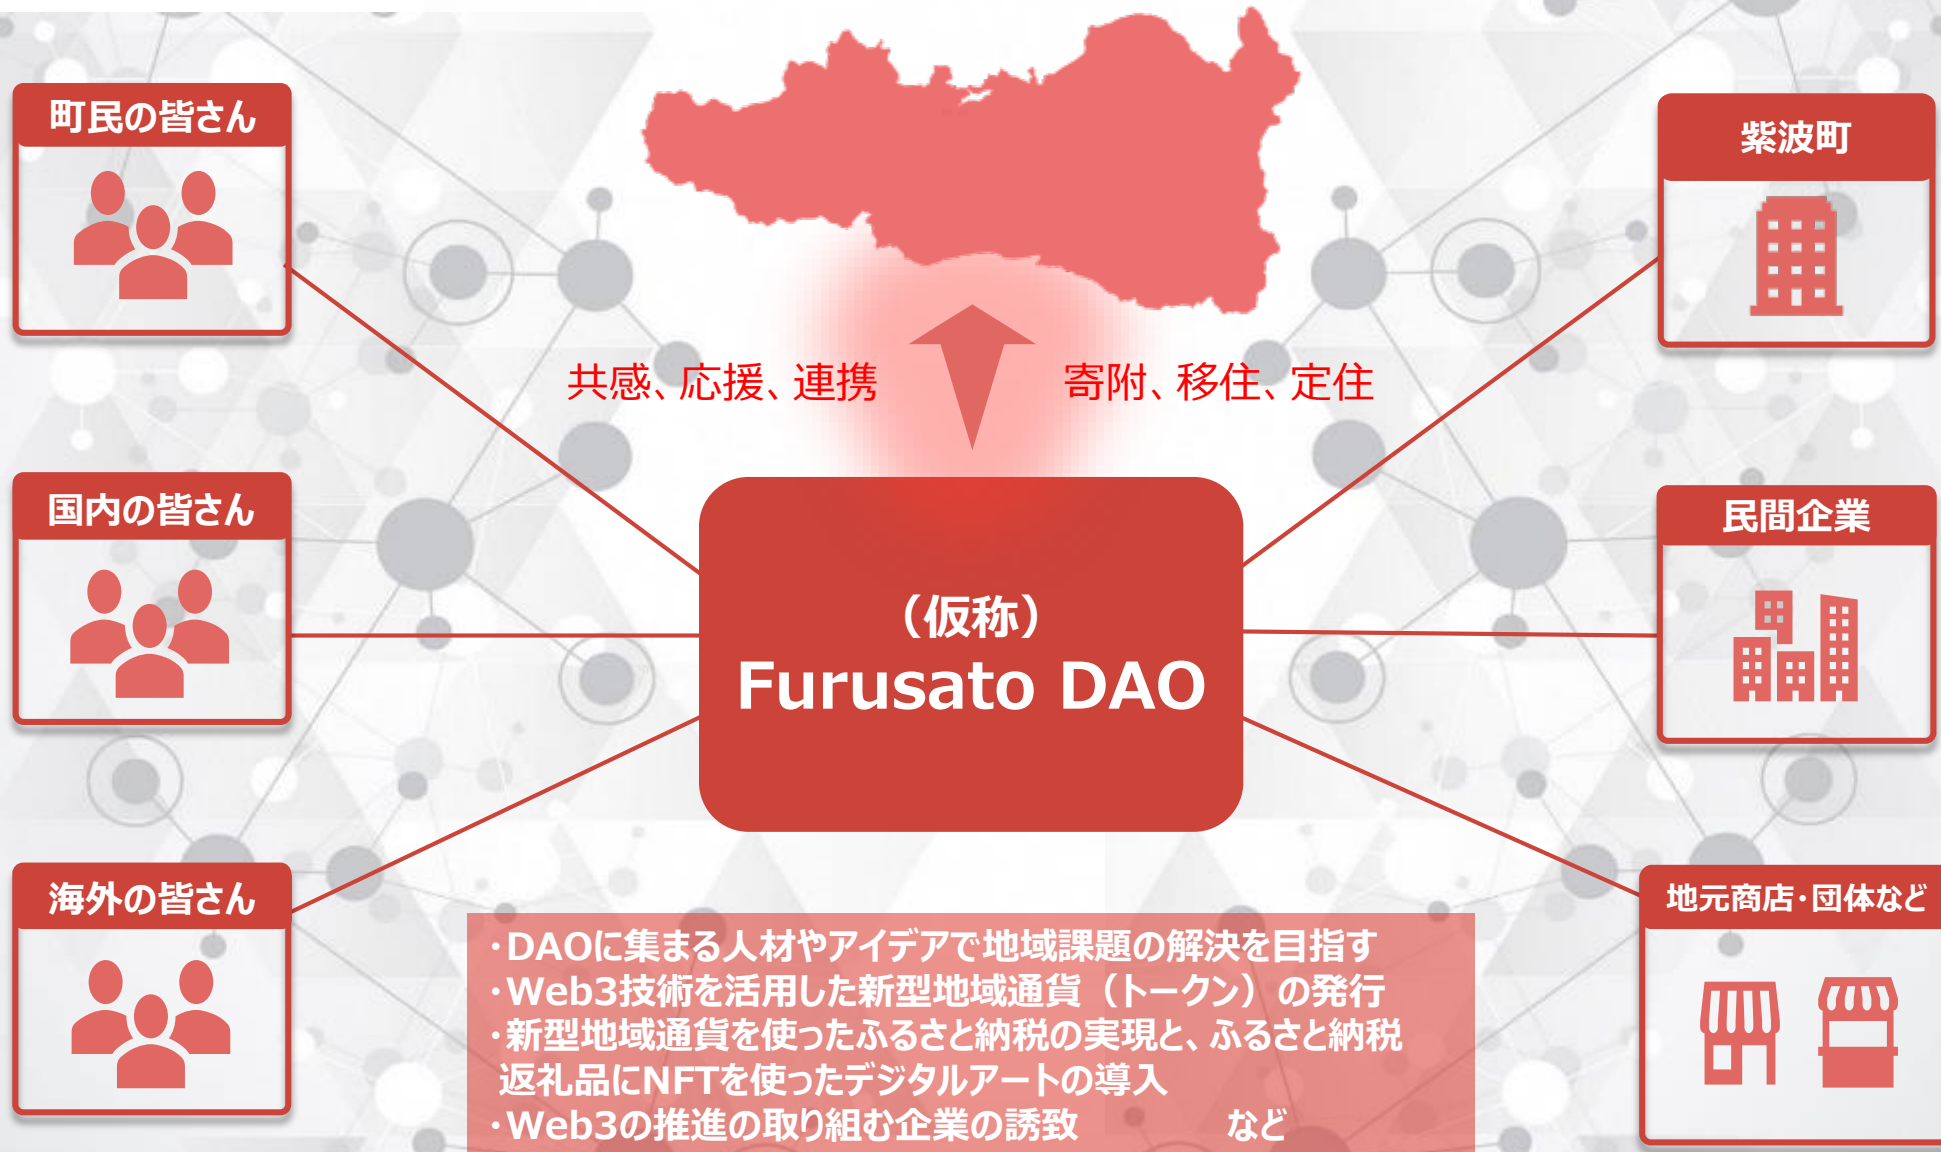 町民の皆さん
紫波町
共感、応援、連携
寄附、移住、定住
国内の皆さん
民間企業
（仮称）
Furusato DAO
海外の皆さん
地元商店・団体など
・DAOに集まる人材やアイデアで地域課題の解決を目指す
・Web3技術を活用した新型地域通貨（トークン）の発行
・新型地域通貨を使ったふるさと納税の実現と、ふるさと納税
返礼品にNFTを使ったデジタルアートの導入
・Web3の推進の取り組む企業の誘致　　　など